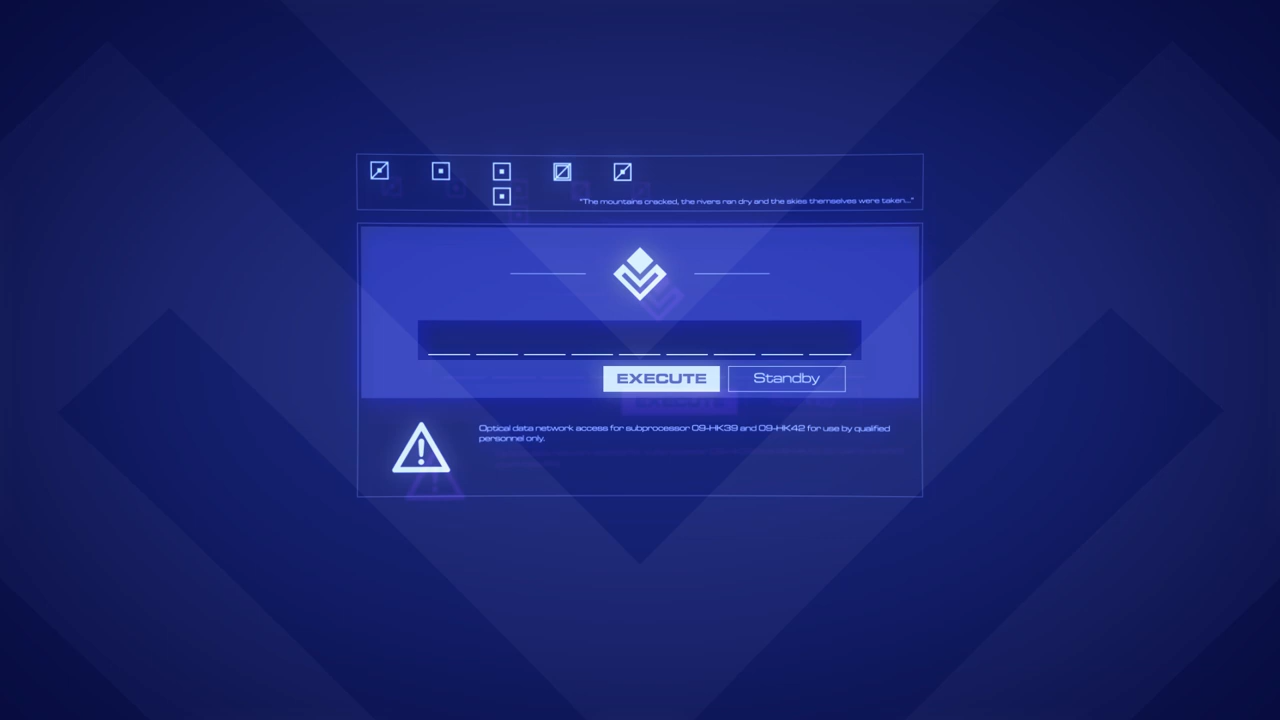 "The mountains cracked, the rivers ran dry and the skies themselves were taken..."
EXECUTE
Standby
Optical data network access for subprocessor 09-HK39 and 09-HK42 for use by qualified
personnel only.